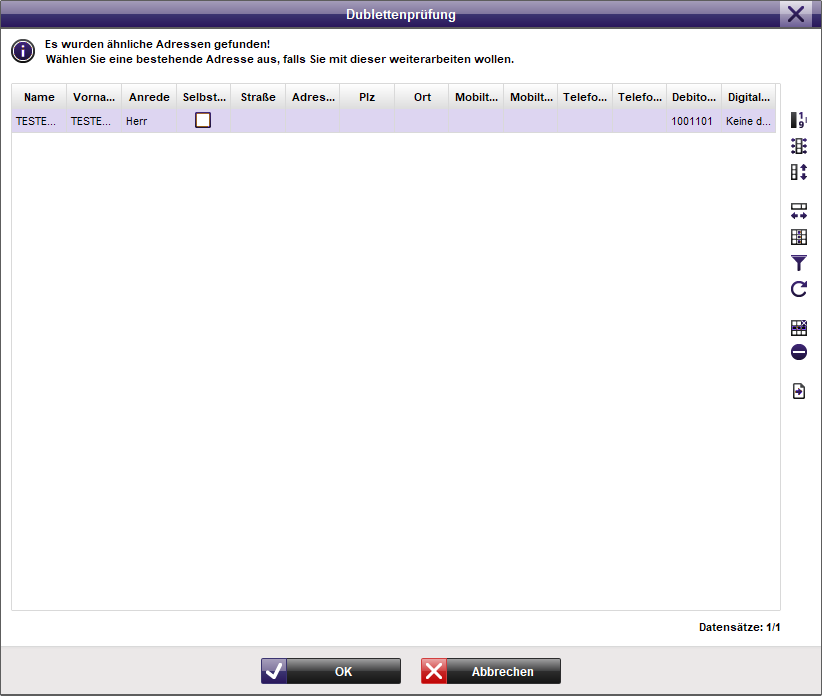 Dublettenprüfung
Es wurden ähnliche Adressen gefunden!
Wählen Sie eine bestehende Adresse aus, falls Sie mit dieser weiterarbeiten wollen.
Name Vorna... Anrede Selbst... Straße Adres... Plz Ort Mobilt... Mobilt... Telefo... Telefo... Debito... Digital...
TESTE... TESTE... Herr 1001101 Keine d...
Datensätze: 1/1
OK Abbrechen